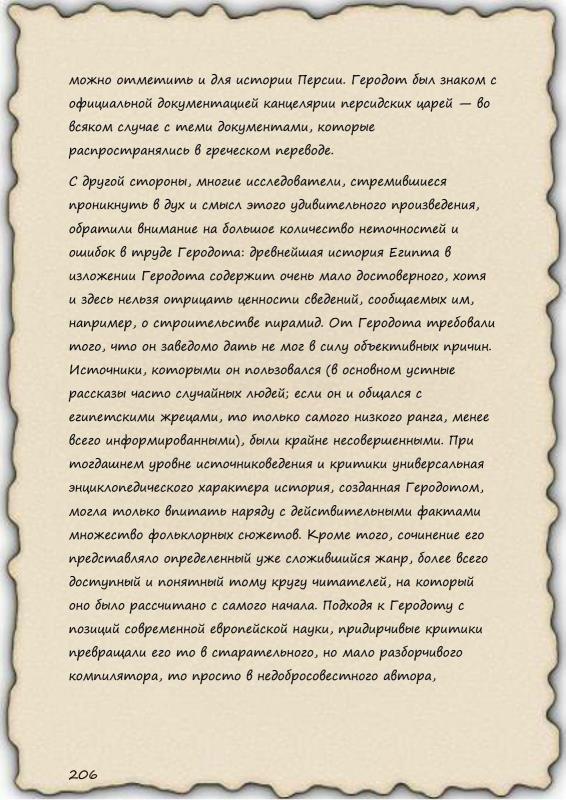 можно отметить и для истории Персии. Геродот был знаком с
официальной документацией канцелярии персидских царей — во
всяком случае с теми документами, которые
распространялись в греческом переводе.
С другой стороны, многие исследователи, стремившиеся
проникнуть в дух и смысл этого удивительного произведения,
обратили внимание на большое количество неточностей и
ошибок в труде Геродота: древнейшая история Египта в
изложении Геродота содержит очень мало достоверного, хотя
и здесь нельзя отрицать ценности сведений, сообщаемых им,
например, о строительстве пирамид. От Геродота требовали
того, что он заведомо дать не мог в силу объективных причин.
Источники, которыми он пользовался (в основном устные
рассказы часто случайных людей; если он и общался с
египетскими жрецами, то только самого низкого ранга, менее
всего информированными), были крайне несовершенными. При
тогдашнем уровне источниковедения и критики универсальная
энциклопедического характера история, созданная Геродотом,
могла только впитать наряду с действительными фактами
множество фольклорных сюжетов. Кроме того, сочинение его
представляло определенный уже сложившийся жанр, более всего
доступный и понятный тому кругу читателей, на который
оно было рассчитано с самого начала. Подходя к Геродоту с
позиций современной европейской науки, придирчивые критики
превращали его то в старательного, но мало разборчивого
компилятора, то просто в недобросовестного автора,
206